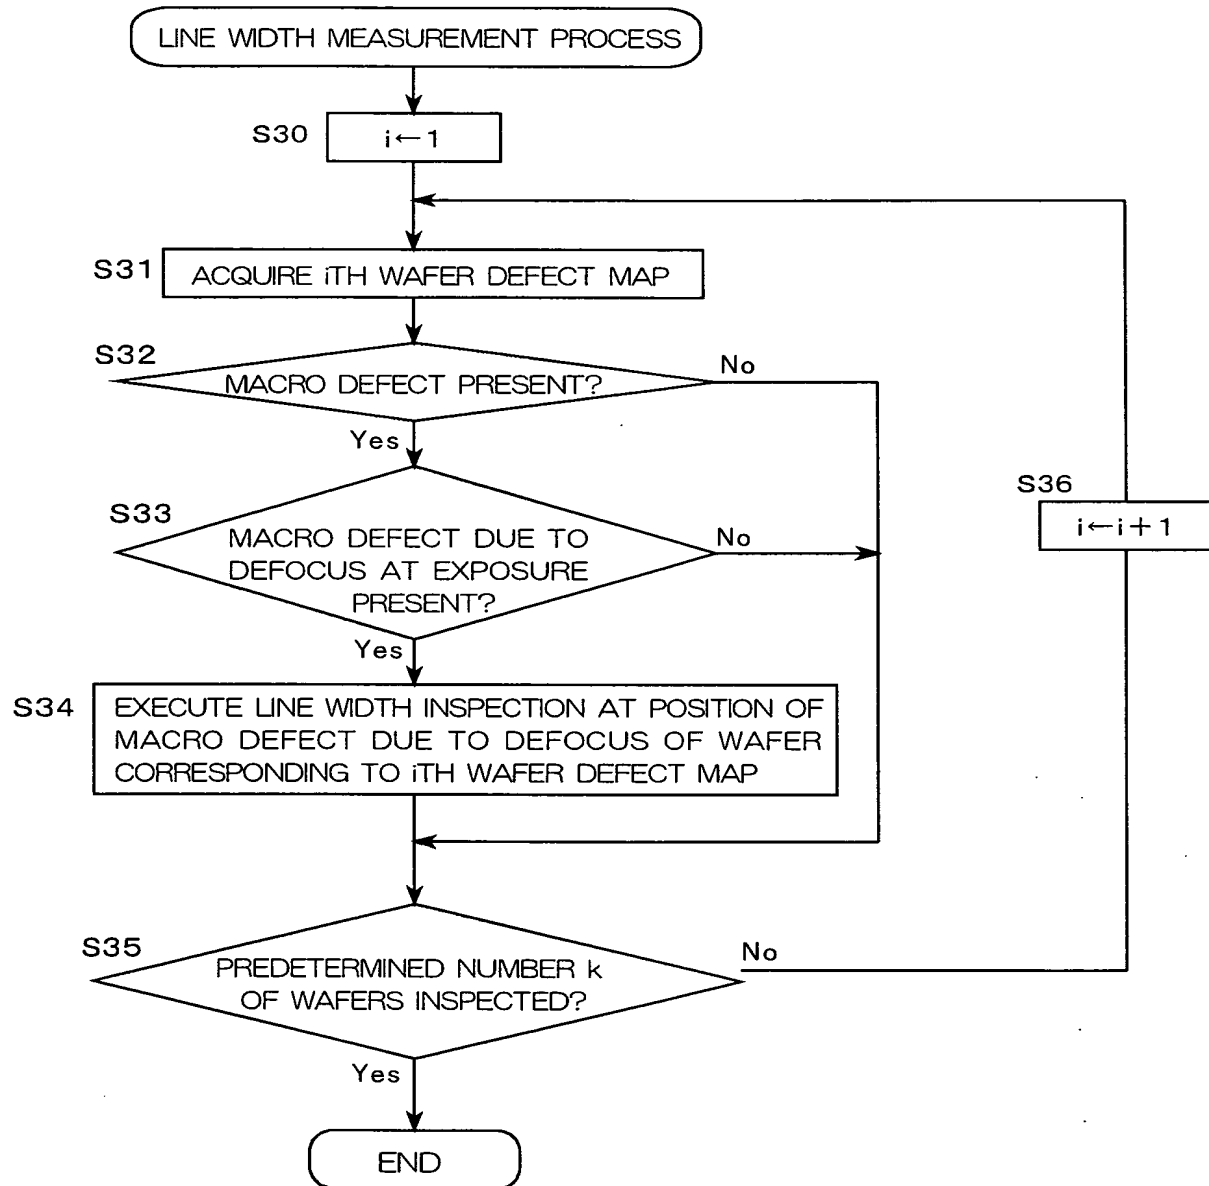 LINE WIDTH MEASUREMENT PROCESS
S30
i←1
S31
ACQUIRE iTH WAFER DEFECT MAP
S32
MACRO DEFECT PRESENT?
No
Yes
S33
MACRO DEFECT DUE TO
DEFOCUS AT EXPOSURE
PRESENT?
No
Yes
S36
i←i+1
S34
EXECUTE LINE WIDTH INSPECTION AT POSITION OF
MACRO DEFECT DUE TO DEFOCUS OF WAFER
CORRESPONDING TO iTH WAFER DEFECT MAP
S35
PREDETERMINED NUMBER k
OF WAFERS INSPECTED?
No
Yes
END